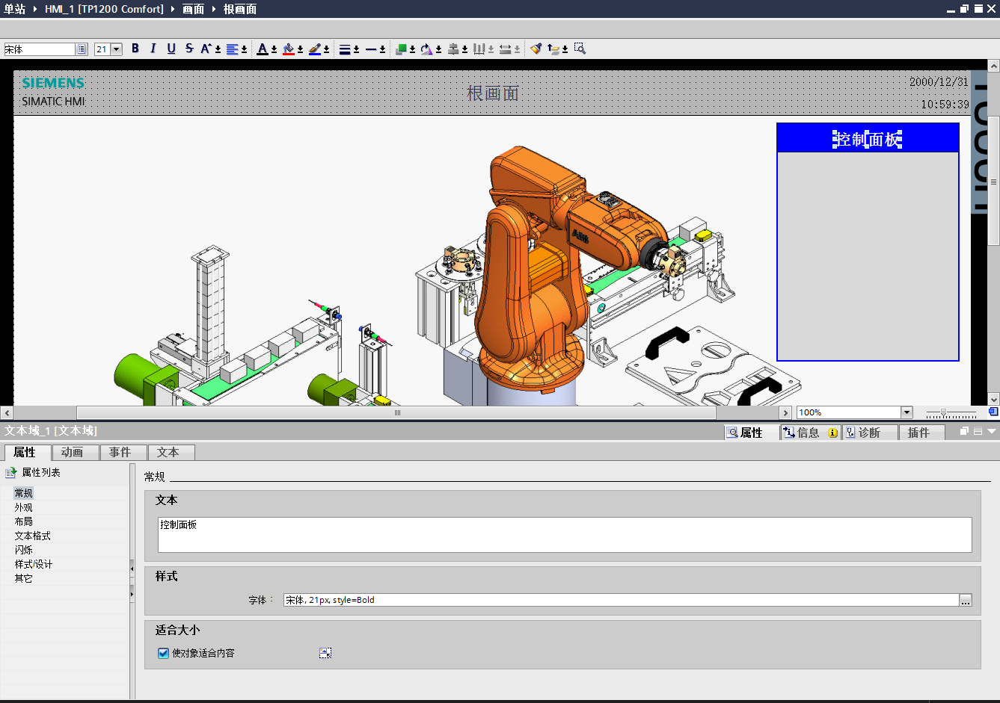 单站 ▸ HMI_1 [TP1200 Comfort] ▸ 画面 ▸ 根画面
宋体 21 B I U S A A
SIEMENS
SIMATIC HMI
根画面
2000/12/31
10:59:39
TOUCH
控制面板
ABB
100%
文本域_1 [文本域]
属性 信息 诊断 插件
属性 动画 事件 文本
属性列表
常规
外观
布局
文本格式
闪烁
样式/设计
其它
常规
文本
控制面板
样式
字体： 宋体, 21px, style=Bold ...
适合大小
使对象适合内容